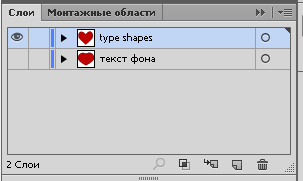 Слои Монтажные области
type shapes
текст фона
2 Слои